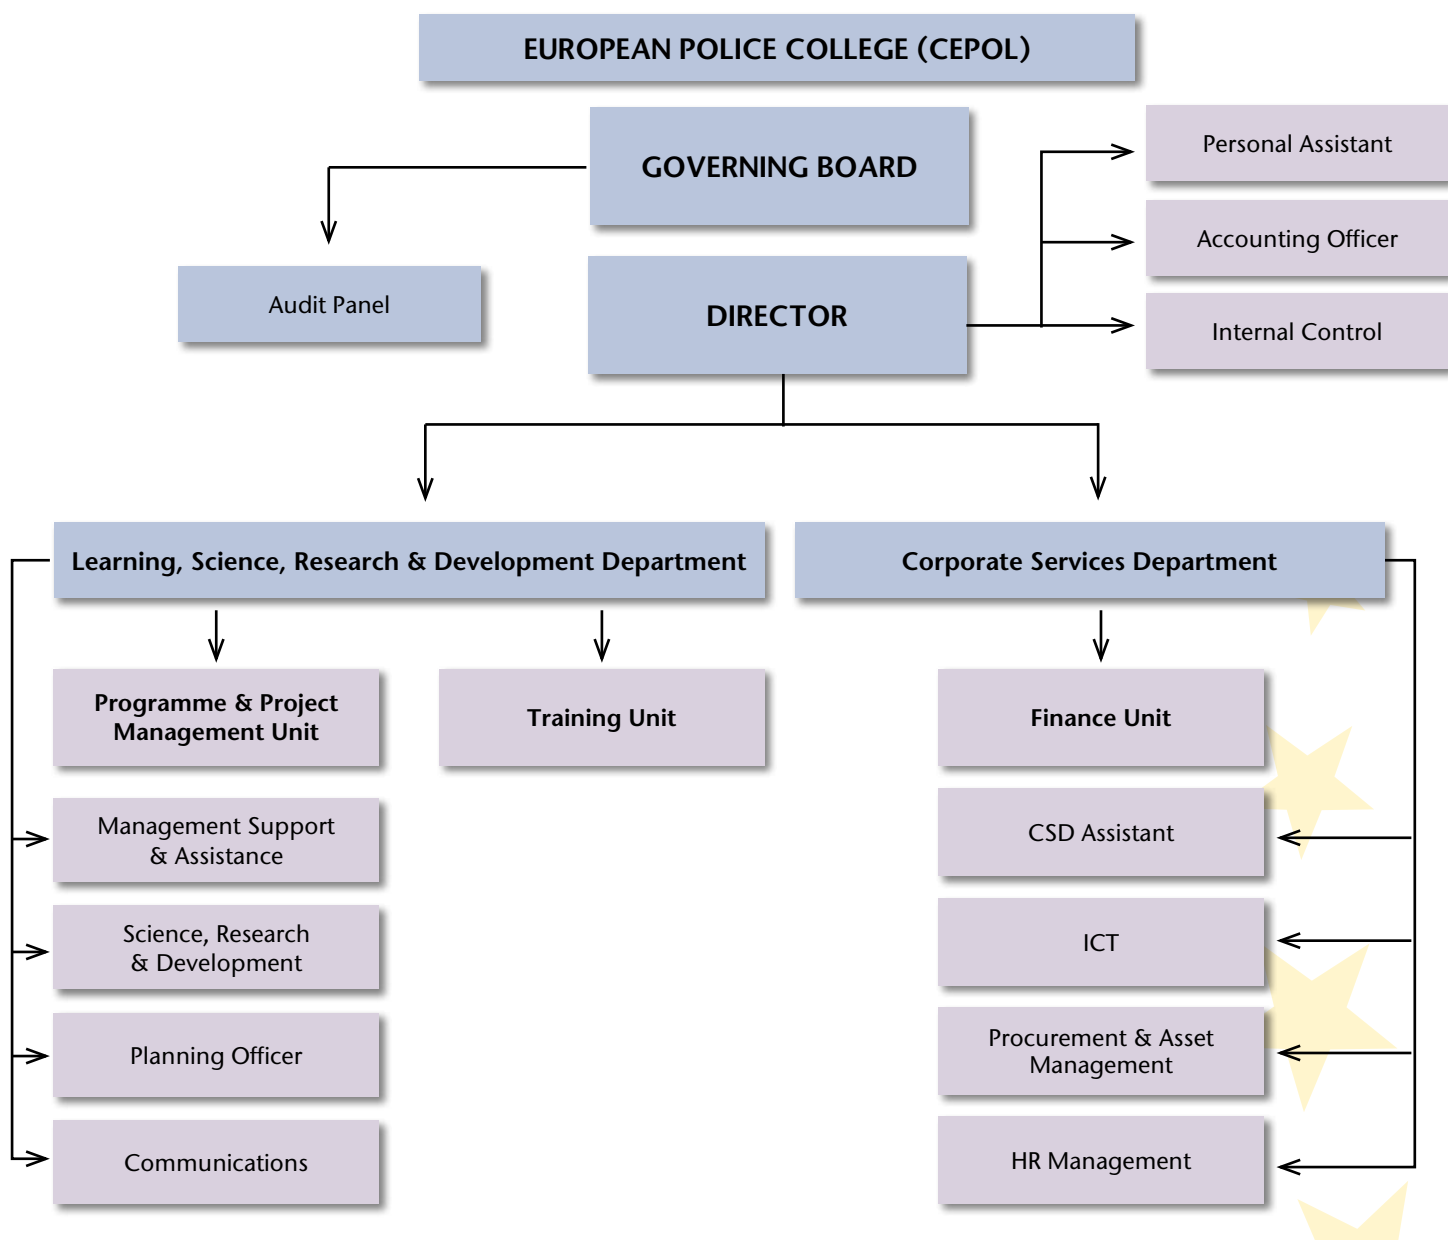 EUROPEAN POLICE COLLEGE (CEPOL)
GOVERNING BOARD
Personal Assistant
Accounting Officer
Audit Panel
DIRECTOR
Internal Control
Learning, Science, Research & Development Department
Corporate Services Department
Programme & Project
Management Unit
Training Unit
Finance Unit
Management Support
& Assistance
CSD Assistant
Science, Research
& Development
ICT
Planning Officer
Procurement & Asset
Management
Communications
HR Management